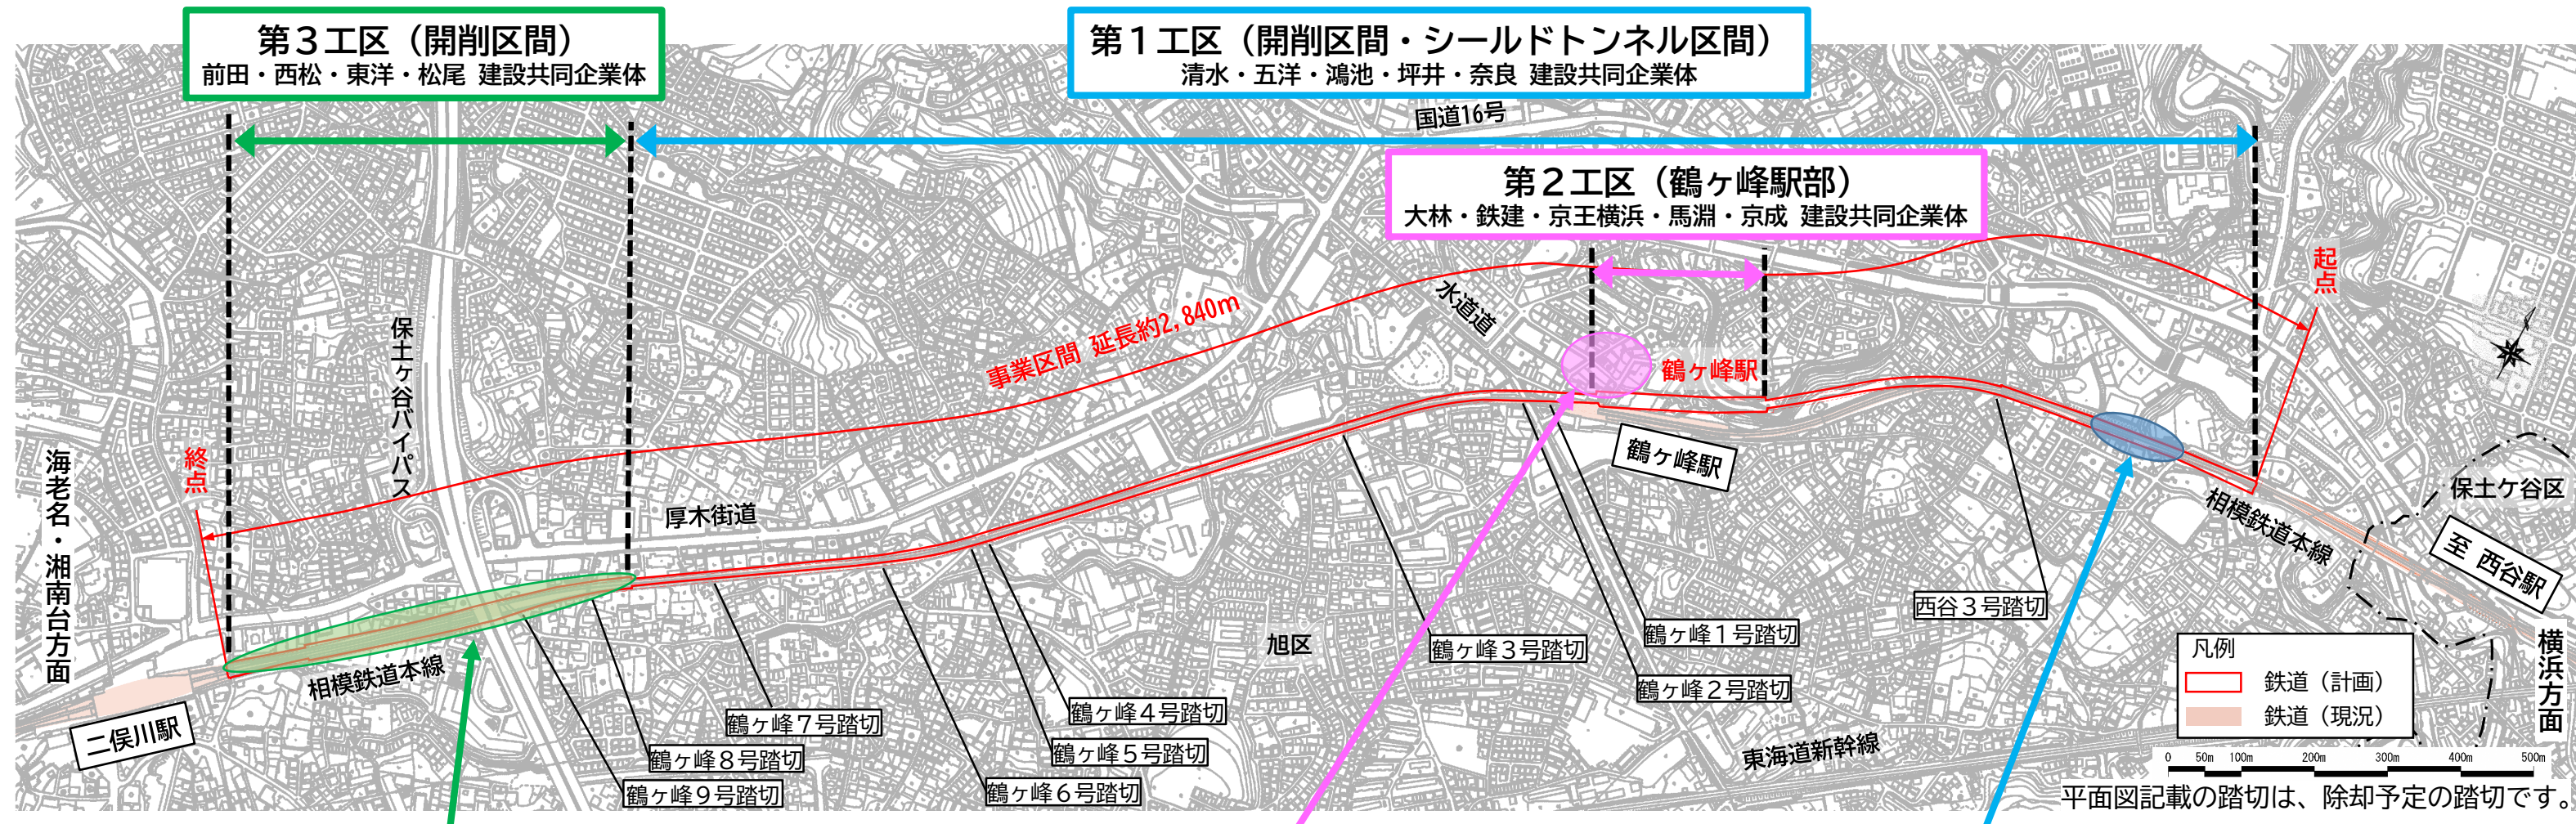 第３工区（開削区間）
前田・西松・東洋・松尾 建設共同企業体
第１工区（開削区間・シールドトンネル区間）
清水・五洋・鴻池・坪井・奈良 建設共同企業体
国道16号
第２工区（鶴ヶ峰駅部）
大林・鉄建・京王横浜・馬淵・京成 建設共同企業体
起点
水道道
保土ヶ谷バイパス
事業区間 延長約2,840m
鶴ヶ峰駅
終点
海老名・湘南台方面
鶴ヶ峰駅
保土ケ谷区
厚木街道
相模鉄道本線
至 西谷駅
西谷３号踏切
鶴ヶ峰１号踏切
旭区
鶴ヶ峰３号踏切
横浜方面
凡例
鉄道（計画）
鉄道（現況）
相模鉄道本線
鶴ヶ峰２号踏切
鶴ヶ峰４号踏切
鶴ヶ峰７号踏切
二俣川駅
鶴ヶ峰５号踏切
鶴ヶ峰８号踏切
東海道新幹線
鶴ヶ峰６号踏切
鶴ヶ峰９号踏切
0 50m 100m 200m 300m 400m 500m
平面図記載の踏切は、除却予定の踏切です。